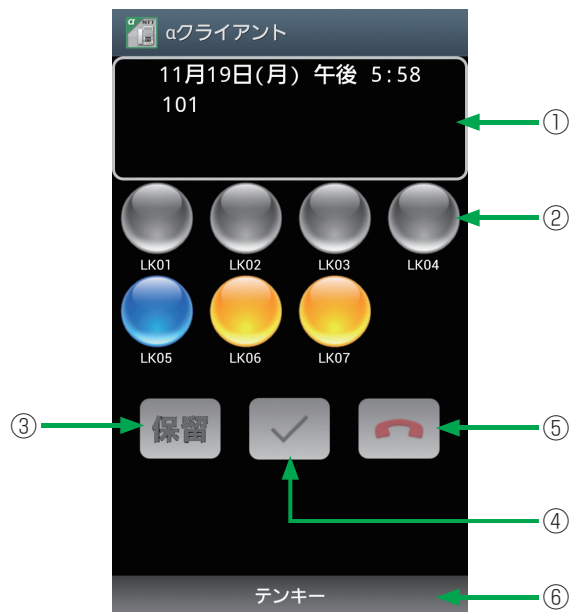 α NET
αクライアント
11月19日(月) 午後 5:58
101
①
②
LK01 LK02 LK03 LK04
LK05 LK06 LK07
③ 保留 ⑤
④
テンキー ⑥